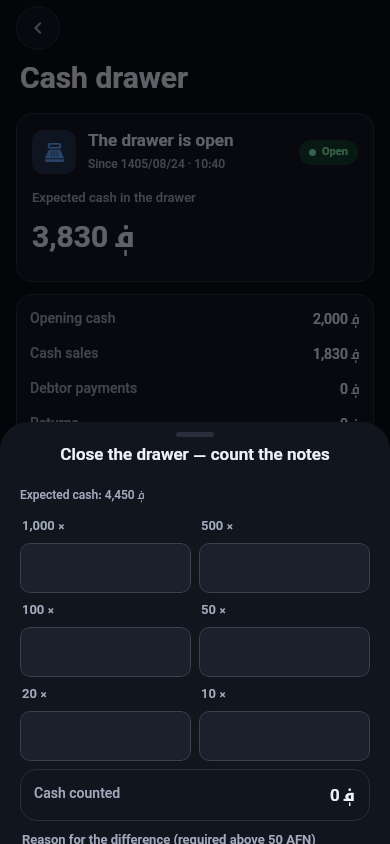 Cash drawer
The drawer is open
Since 1405/08/24 · 10:40
Open
Expected cash in the drawer
3,830 ؋
Opening cash 2,000 ؋
Cash sales 1,830 ؋
Debtor payments 0 ؋
Returns 0 ؋
Close the drawer — count the notes
Expected cash: 4,450 ؋
1,000 × 500 ×
100 × 50 ×
20 × 10 ×
Cash counted 0 ؋
Reason for the difference (required above 50 AFN)